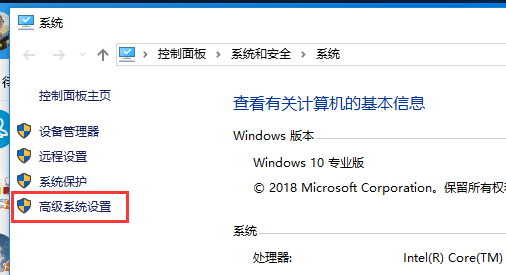 系统
控制面板 › 系统和安全 › 系统
控制面板主页
设备管理器
远程设置
系统保护
高级系统设置
查看有关计算机的基本信息
Windows 版本
Windows 10 专业版
© 2018 Microsoft Corporation。保留所有权
系统
处理器: Intel(R) Core(TM)